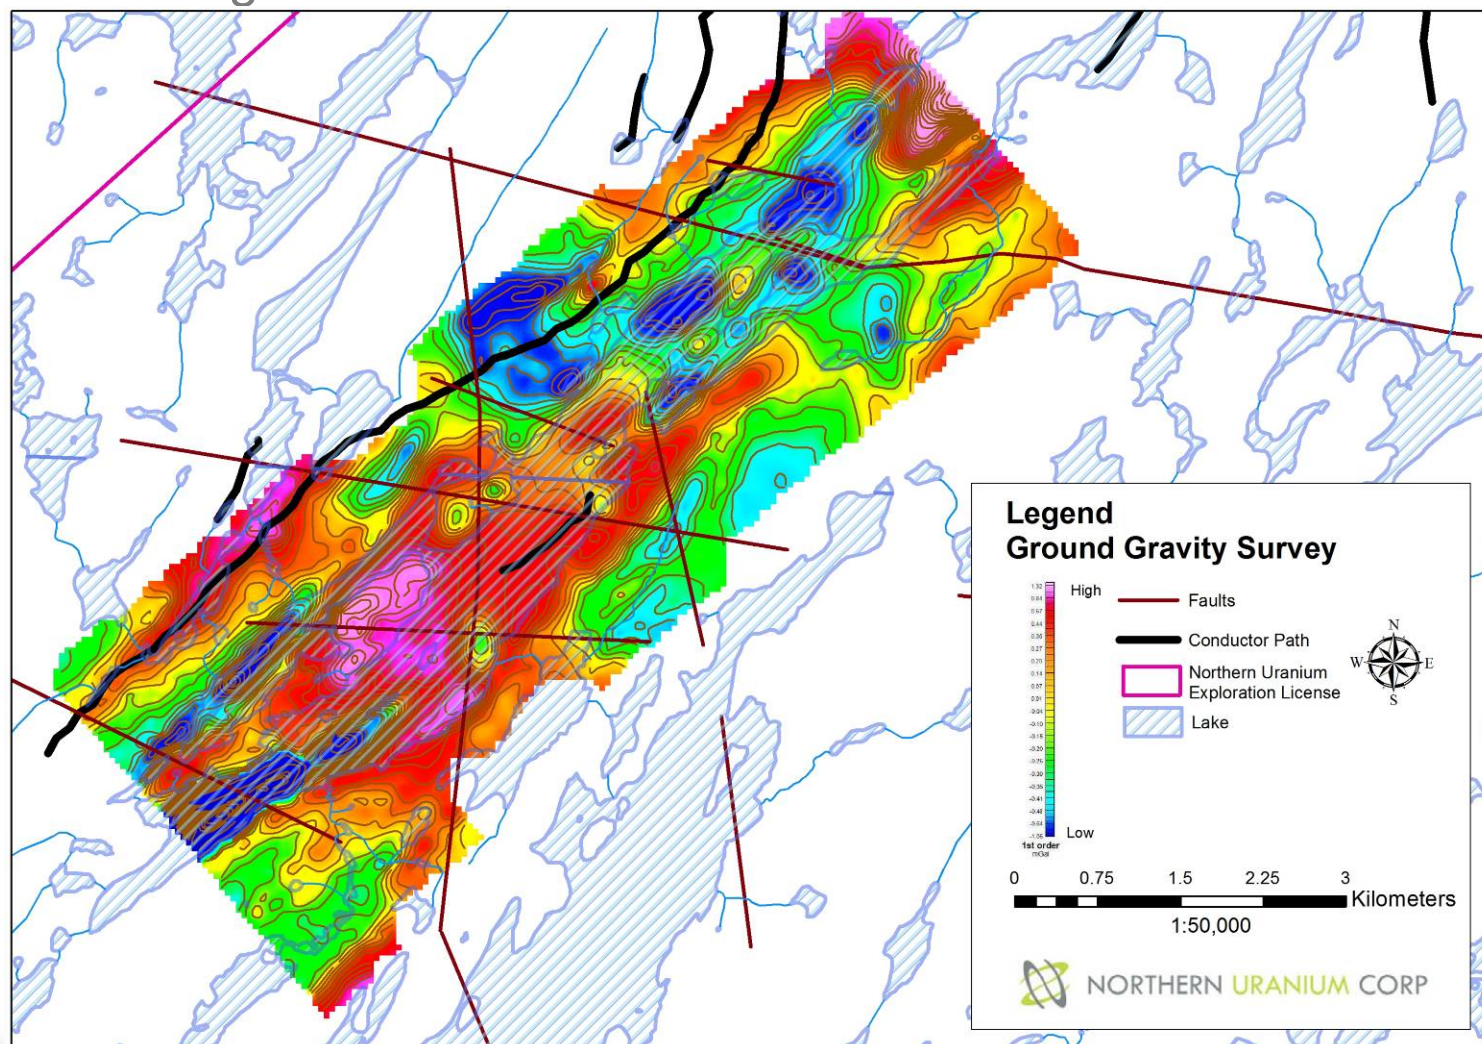 Legend
Ground Gravity Survey
High
Low
1st order
mGal
Faults
Conductor Path
Northern Uranium
Exploration License
Lake
N
W E
S
0 0.75 1.5 2.25 3
Kilometers
1:50,000
NORTHERN URANIUM CORP